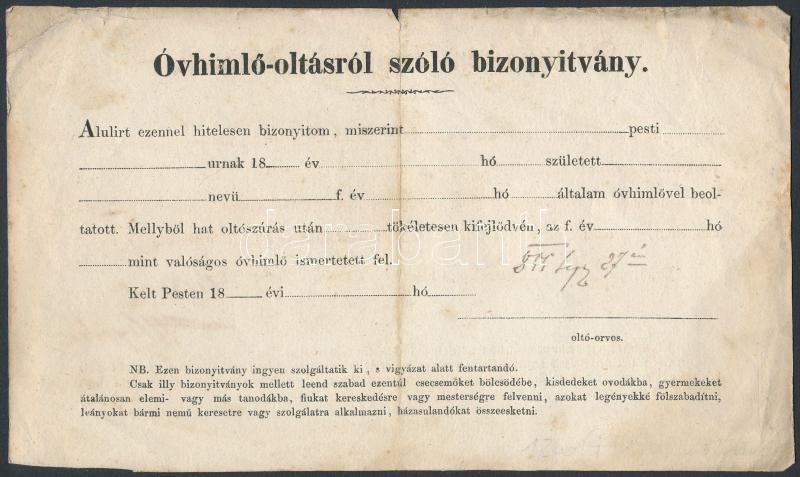 Óvhimlő-oltásról szóló bizonyitvány.
Alulirt ezennel hitelesen bizonyitom, miszerint pesti
urnak 18 év hó született
nevü f. év hó általam óvhimlővel beol-
tatott. Mellyből hat oltószúrás után tökéletesen kifejlődvén, az f. év hó
mint valóságos óvhimlő ismertetett fel.
27
Kelt Pesten 18 évi hó
oltó-orvos.
NB. Ezen bizonyitvány ingyen szolgáltatik ki, s vigyázat alatt fentartandó.
Csak illy bizonyitványok mellett leend szabad ezentúl csecsemőket bölcsödébe, kisdedeket ovodákba, gyermekeket
átalánosan elemi- vagy más tanodákba, fiukat kereskedésre vagy mesterségre felvenni, azokat legényekké fölszabadítni,
leányokat bármi nemű keresetre vagy szolgálatra alkalmazni, házasulandókat összeesketni.
darabanth